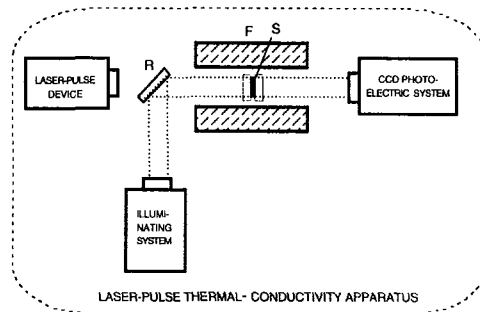 R
F
S
LASER-PULSE
DEVICE
CCD PHOTO-
ELECTRIC SYSTEM
ILLUMI-
NATING
SYSTEM
LASER-PULSE THERMAL- CONDUCTIVITY APPARATUS